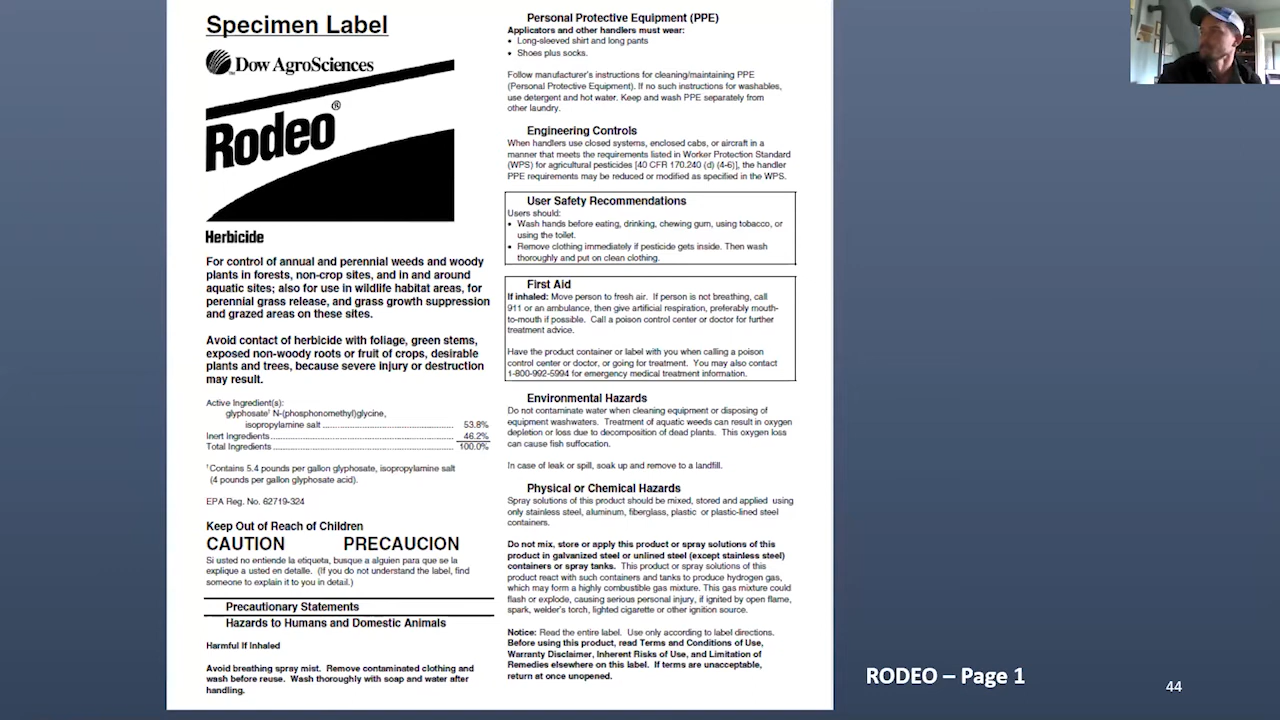 Specimen Label
Dow AgroSciences
Rodeo®
Herbicide
For control of annual and perennial weeds and woody
plants in forests, non-crop sites, and in and around
aquatic sites; also for use in wildlife habitat areas, for
perennial grass release, and grass growth suppression
and grazed areas on these sites.
Avoid contact of herbicide with foliage, green stems,
exposed non-woody roots or fruit of crops, desirable
plants and trees, because severe injury or destruction
may result.
Active Ingredient(s):
glyphosate† N-(phosphonomethyl)glycine,
isopropylamine salt ........ 53.8%
Inert Ingredients ........ 46.2%
Total Ingredients ........ 100.0%
†Contains 5.4 pounds per gallon glyphosate, isopropylamine salt
(4 pounds per gallon glyphosate acid).
EPA Reg. No. 62719-324
Keep Out of Reach of Children
CAUTION PRECAUCION
Si usted no entiende la etiqueta, busque a alguien para que se la
explique a usted en detalle. (If you do not understand the label, find
someone to explain it to you in detail.)
Precautionary Statements
Hazards to Humans and Domestic Animals
Harmful If Inhaled
Avoid breathing spray mist. Remove contaminated clothing and
wash before reuse. Wash thoroughly with soap and water after
handling.
Personal Protective Equipment (PPE)
Applicators and other handlers must wear:
• Long-sleeved shirt and long pants
• Shoes plus socks.
Follow manufacturer's instructions for cleaning/maintaining PPE
(Personal Protective Equipment). If no such instructions for washables,
use detergent and hot water. Keep and wash PPE separately from
other laundry.
Engineering Controls
When handlers use closed systems, enclosed cabs, or aircraft in a
manner that meets the requirements listed in Worker Protection Standard
(WPS) for agricultural pesticides [40 CFR 170.240 (d) (4-6)], the handler
PPE requirements may be reduced or modified as specified in the WPS.
User Safety Recommendations
Users should:
• Wash hands before eating, drinking, chewing gum, using tobacco, or
using the toilet.
• Remove clothing immediately if pesticide gets inside. Then wash
thoroughly and put on clean clothing.
First Aid
If inhaled: Move person to fresh air. If person is not breathing, call
911 or an ambulance, then give artificial respiration, preferably mouth-
to-mouth if possible. Call a poison control center or doctor for further
treatment advice.
Have the product container or label with you when calling a poison
control center or doctor, or going for treatment. You may also contact
1-800-992-5994 for emergency medical treatment information.
Environmental Hazards
Do not contaminate water when cleaning equipment or disposing of
equipment washwaters. Treatment of aquatic weeds can result in oxygen
depletion or loss due to decomposition of dead plants. This oxygen loss
can cause fish suffocation.
In case of leak or spill, soak up and remove to a landfill.
Physical or Chemical Hazards
Spray solutions of this product should be mixed, stored and applied using
only stainless steel, aluminum, fiberglass, plastic or plastic-lined steel
containers.
Do not mix, store or apply this product or spray solutions of this
product in galvanized steel or unlined steel (except stainless steel)
containers or spray tanks. This product or spray solutions of this
product react with such containers and tanks to produce hydrogen gas,
which may form a highly combustible gas mixture. This gas mixture could
flash or explode, causing serious personal injury, if ignited by open flame,
spark, welder's torch, lighted cigarette or other ignition source.
Notice: Read the entire label. Use only according to label directions.
Before using this product, read Terms and Conditions of Use,
Warranty Disclaimer, Inherent Risks of Use, and Limitation of
Remedies elsewhere on this label. If terms are unacceptable,
return at once unopened.
RODEO – Page 1
44